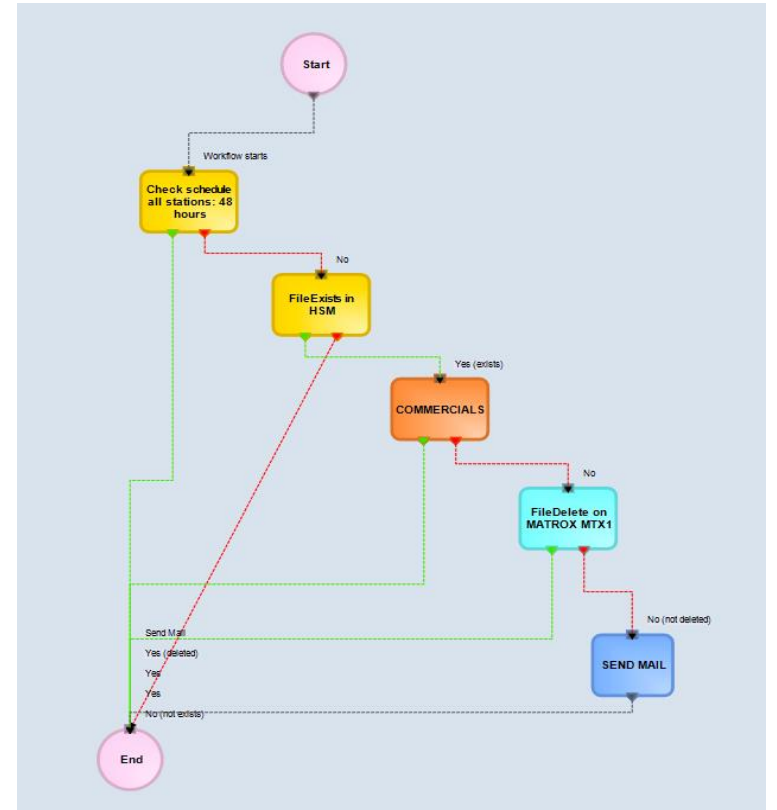 Start
Workflow starts
Check schedule
all stations: 48
hours
No
FileExists in
HSM
Yes (exists)
COMMERCIALS
No
FileDelete on
MATROX MTX1
No (not deleted)
Send Mail
Yes (deleted)
SEND MAIL
Yes
Yes
No (not exists)
End